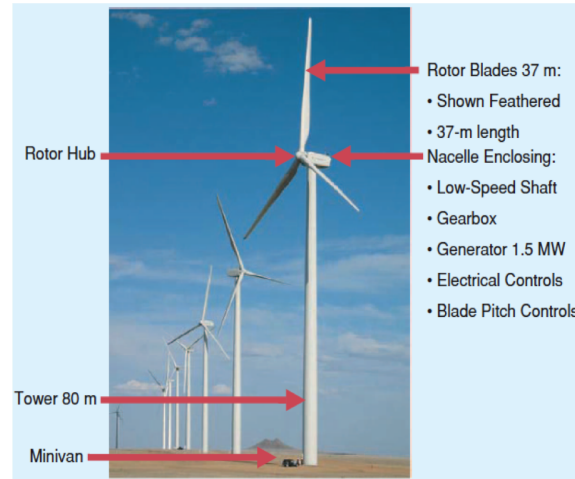 Rotor Blades 37 m:
• Shown Feathered
• 37-m length
Rotor Hub
Nacelle Enclosing:
• Low-Speed Shaft
• Gearbox
• Generator 1.5 MW
• Electrical Controls
• Blade Pitch Controls
Tower 80 m
Minivan